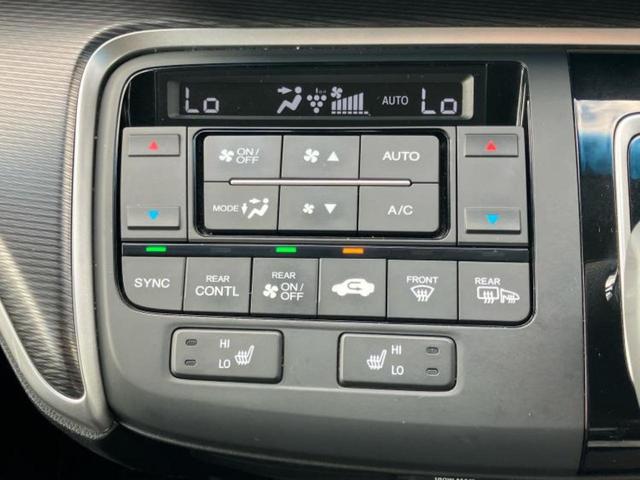 Lo AUTO Lo
ON/OFF AUTO
MODE A/C
SYNC REAR CONTL REAR ON/OFF FRONT REAR
HI HI
LO LO